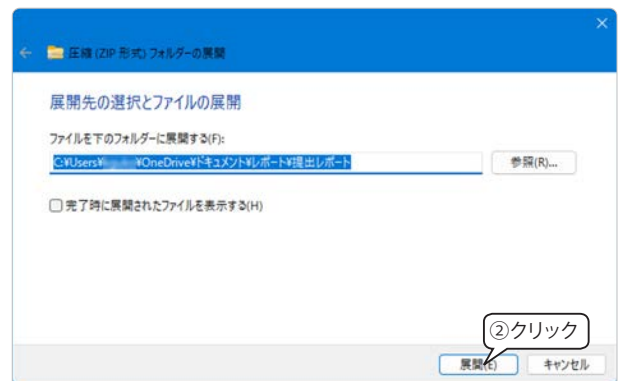 圧縮 (ZIP 形式) フォルダーの展開
展開先の選択とファイルの展開
ファイルを下のフォルダーに展開する(F):
C:¥Users¥ ¥OneDrive¥ドキュメント¥レポート¥提出レポート
参照(R)...
完了時に展開されたファイルを表示する(H)
②クリック
展開(E) キャンセル